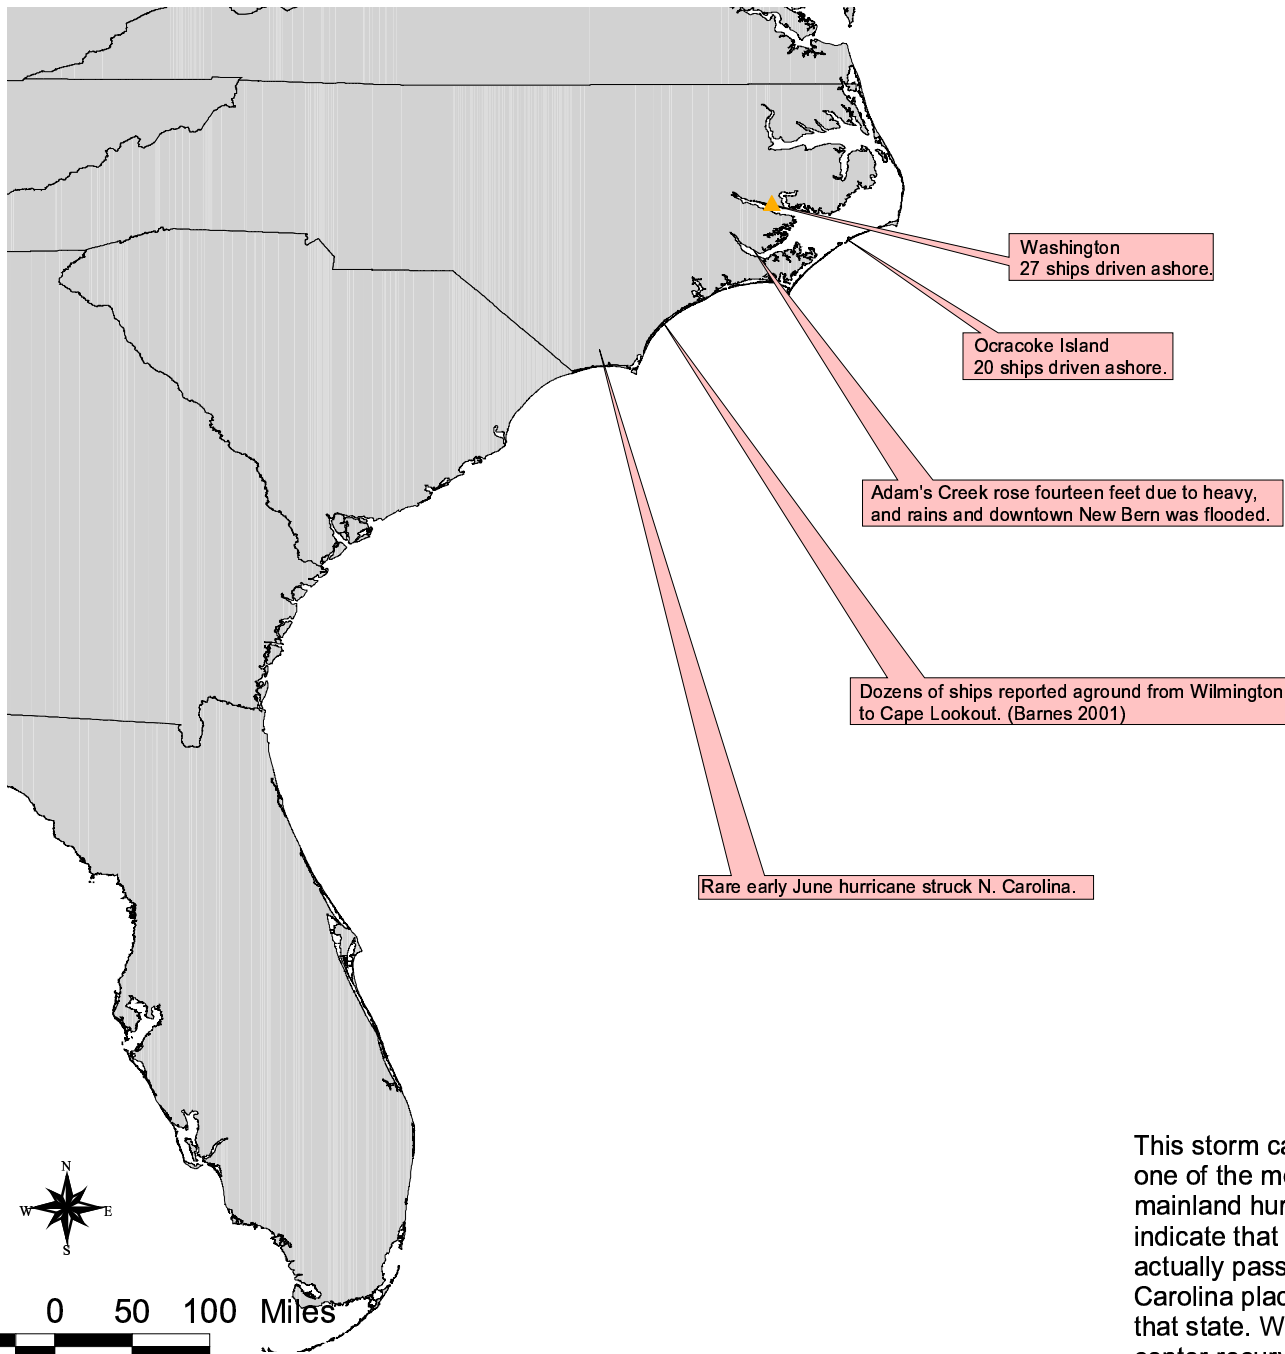 Washington
27 ships driven ashore.
Ocracoke Island
20 ships driven ashore.
Adam's Creek rose fourteen feet due to heavy,
and rains and downtown New Bern was flooded.
Dozens of ships reported aground from Wilmington
to Cape Lookout. (Barnes 2001)
Rare early June hurricane struck N. Carolina.
N
W E
S
0 50 100 Miles
This storm
one of the
mainland
indicate that
actually
Carolina
that state.